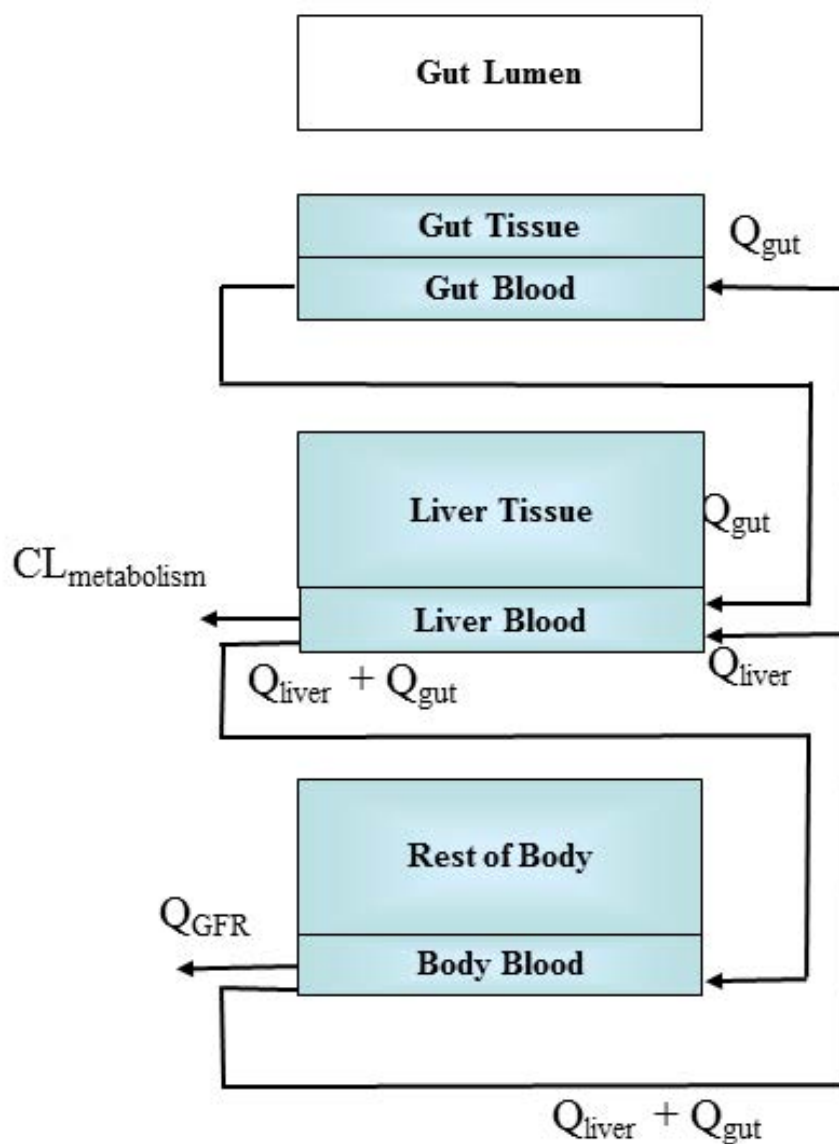 Gut Lumen
Gut Tissue
Q_gut
Gut Blood
Liver Tissue
Q_gut
CL_metabolism
Liver Blood
Q_liver + Q_gut
Q_liver
Rest of Body
Q_GFR
Body Blood
Q_liver + Q_gut